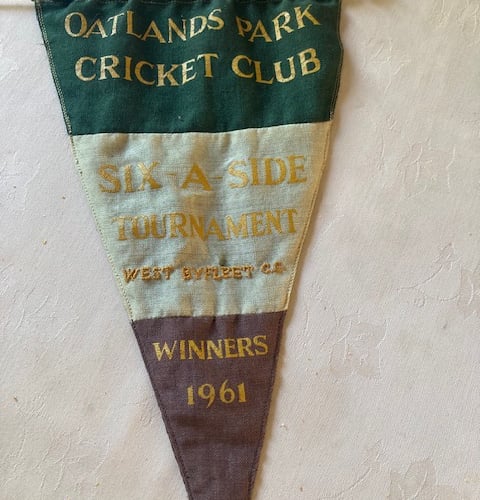 OATLANDS PARK
CRICKET CLUB
SIX-A-SIDE
TOURNAMENT
WEST BYFLEET C.C.
WINNERS
1961